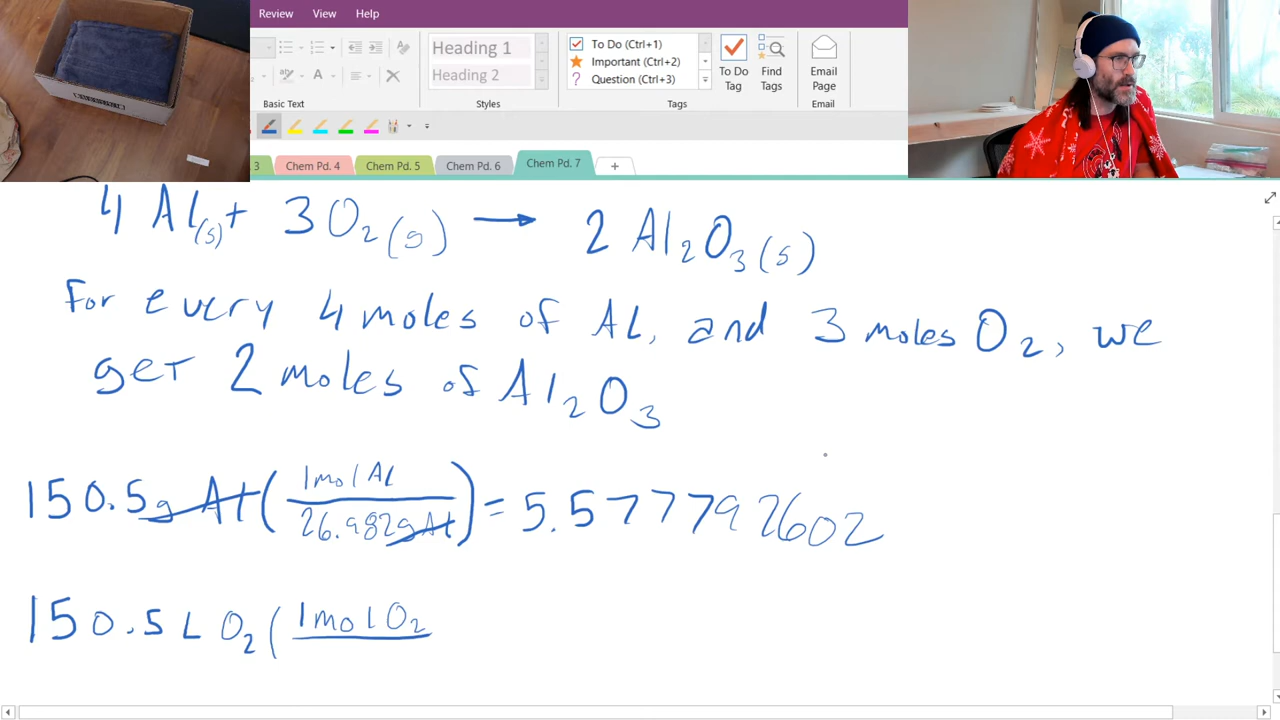 Review View Help
Heading 1
Heading 2
To Do (Ctrl+1)
Important (Ctrl+2)
Question (Ctrl+3)
To Do Tag
Find Tags
Email Page
Basic Text Styles Tags Email
3 Chem Pd. 4 Chem Pd. 5 Chem Pd. 6 Chem Pd. 7 +
4 Al(s) + 3 O2(g) → 2 Al2O3(s)
For every 4 moles of AL, and 3 moles O2, we
get 2 moles of Al2O3
150.5g Al (1mol AL / 26.982g Al) = 5.577792602
150.5 L O2 (1mol O2